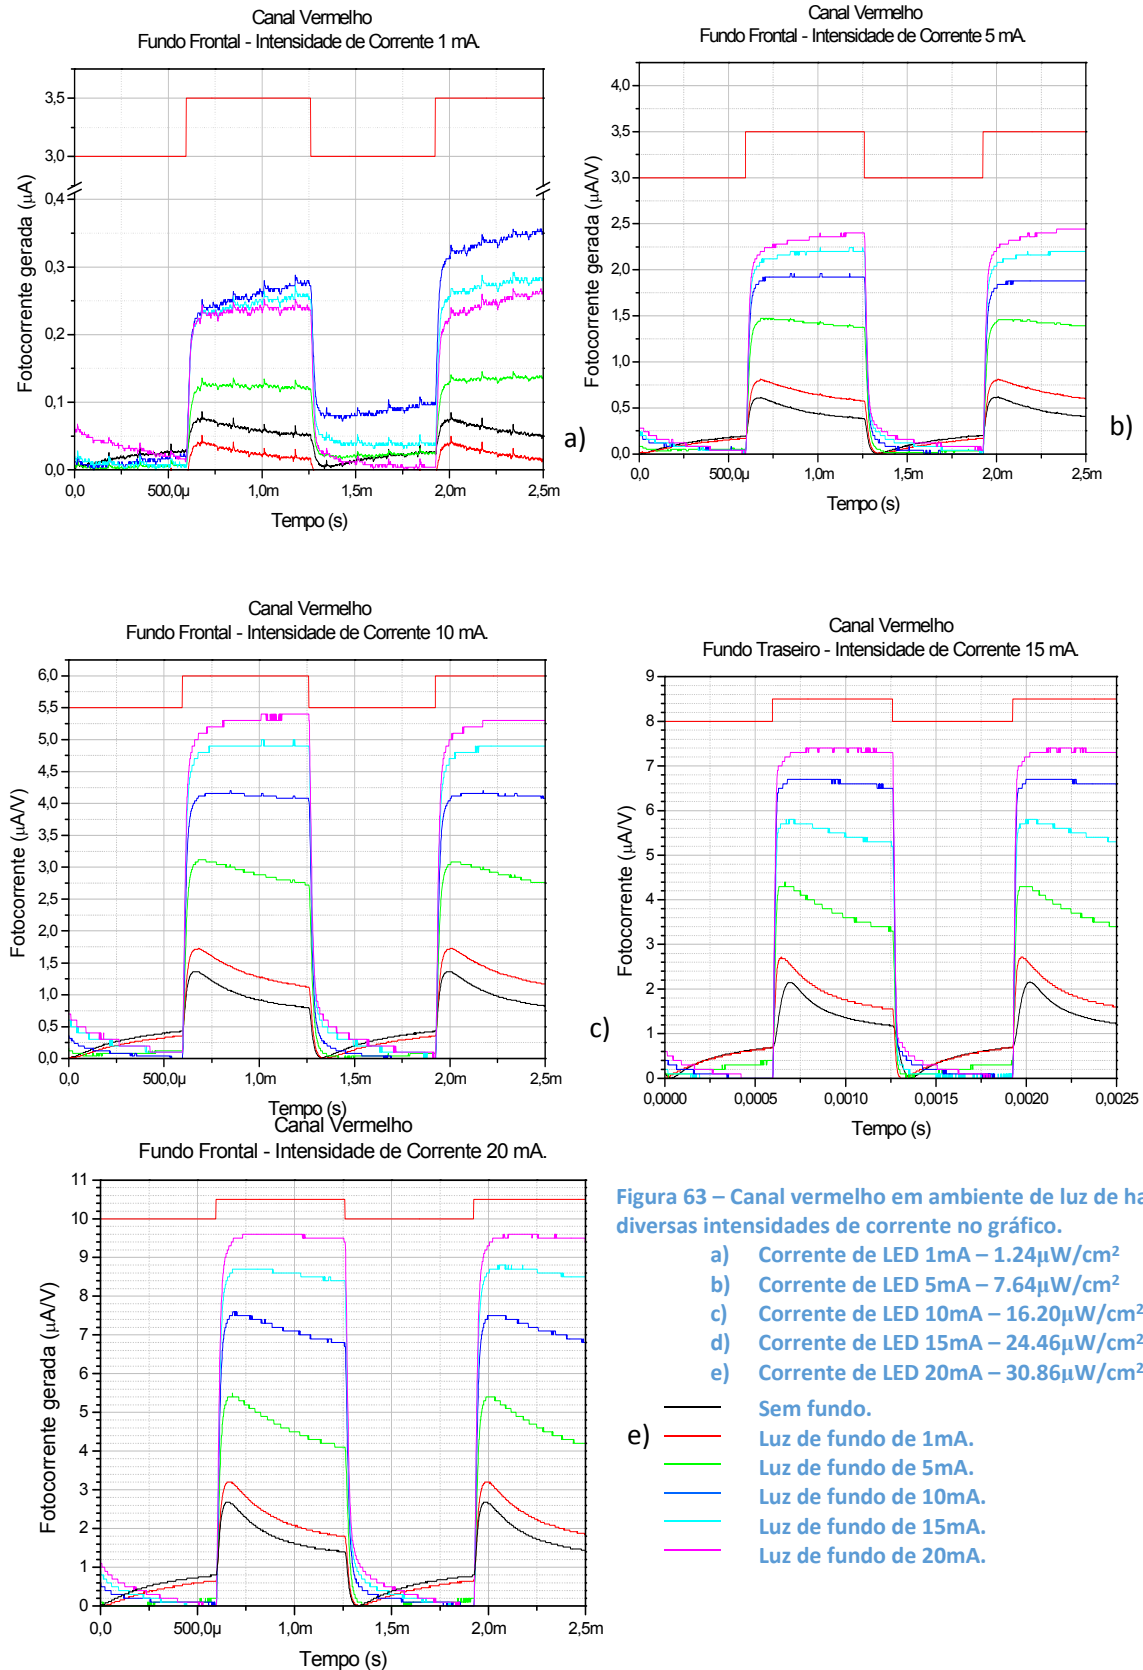 Canal Vermelho
Fundo Frontal - Intensidade de Corrente 1 mA.
Fotocorrente gerada (µA)
3,5
3,0
0,4
0,3
0,2
0,1
0,0
0,0 500,0µ 1,0m 1,5m 2,0m 2,5m
Tempo (s)
a)
Canal Vermelho
Fundo Frontal - Intensidade de Corrente 5 mA.
Fotocorrente gerada (µA/V)
4,0
3,5
3,0
2,5
2,0
1,5
1,0
0,5
0,0
0,0 500,0µ 1,0m 1,5m 2,0m 2,5m
Tempo (s)
b)
Canal Vermelho
Fundo Frontal - Intensidade de Corrente 10 mA.
Fotocorrente (µA/V)
6,0
5,5
5,0
4,5
4,0
3,5
3,0
2,5
2,0
1,5
1,0
0,5
0,0
0,0 500,0µ 1,0m 1,5m 2,0m 2,5m
Tempo (s)
c)
Canal Vermelho
Fundo Traseiro - Intensidade de Corrente 15 mA.
Fotocorrente (µA/V)
9
8
7
6
5
4
3
2
1
0
0,0000 0,0005 0,0010 0,0015 0,0020 0,0025
Tempo (s)
Canal Vermelho
Fundo Frontal - Intensidade de Corrente 20 mA.
Fotocorrente gerada (µA/V)
11
10
9
8
7
6
5
4
3
2
1
0
0,0 500,0µ 1,0m 1,5m 2,0m 2,5m
Tempo (s)
e)
Figura 63 – Canal vermelho em ambiente de luz de ha
diversas intensidades de corrente no gráfico.
a) Corrente de LED 1mA – 1.24µW/cm²
b) Corrente de LED 5mA – 7.64µW/cm²
c) Corrente de LED 10mA – 16.20µW/cm²
d) Corrente de LED 15mA – 24.46µW/cm²
e) Corrente de LED 20mA – 30.86µW/cm²
Sem fundo.
Luz de fundo de 1mA.
Luz de fundo de 5mA.
Luz de fundo de 10mA.
Luz de fundo de 15mA.
Luz de fundo de 20mA.